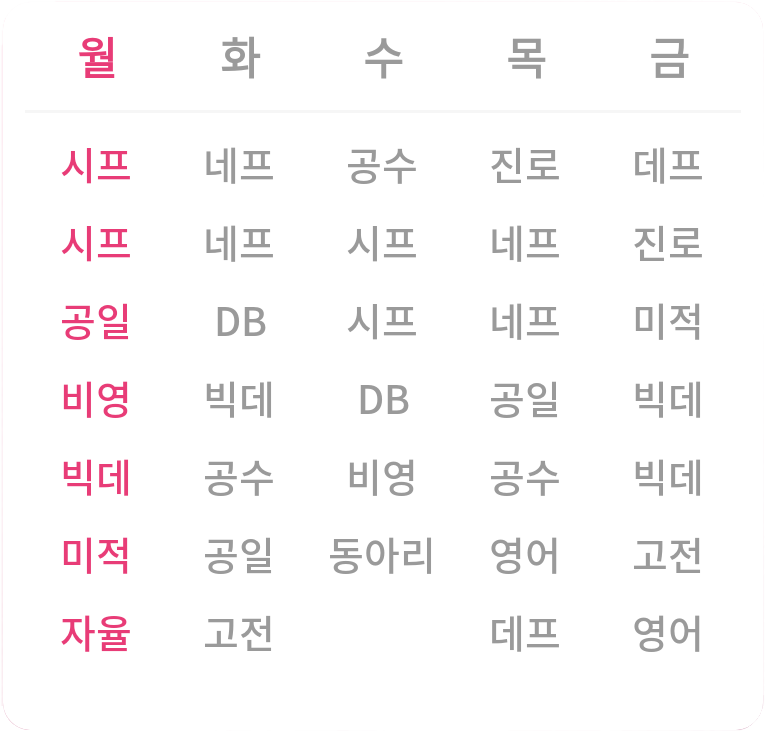 월 화 수 목 금
시프 네프 공수 진로 데프
시프 네프 시프 네프 진로
공일 DB 시프 네프 미적
비영 빅데 DB 공일 빅데
빅데 공수 비영 공수 빅데
미적 공일 동아리 영어 고전
자율 고전 데프 영어